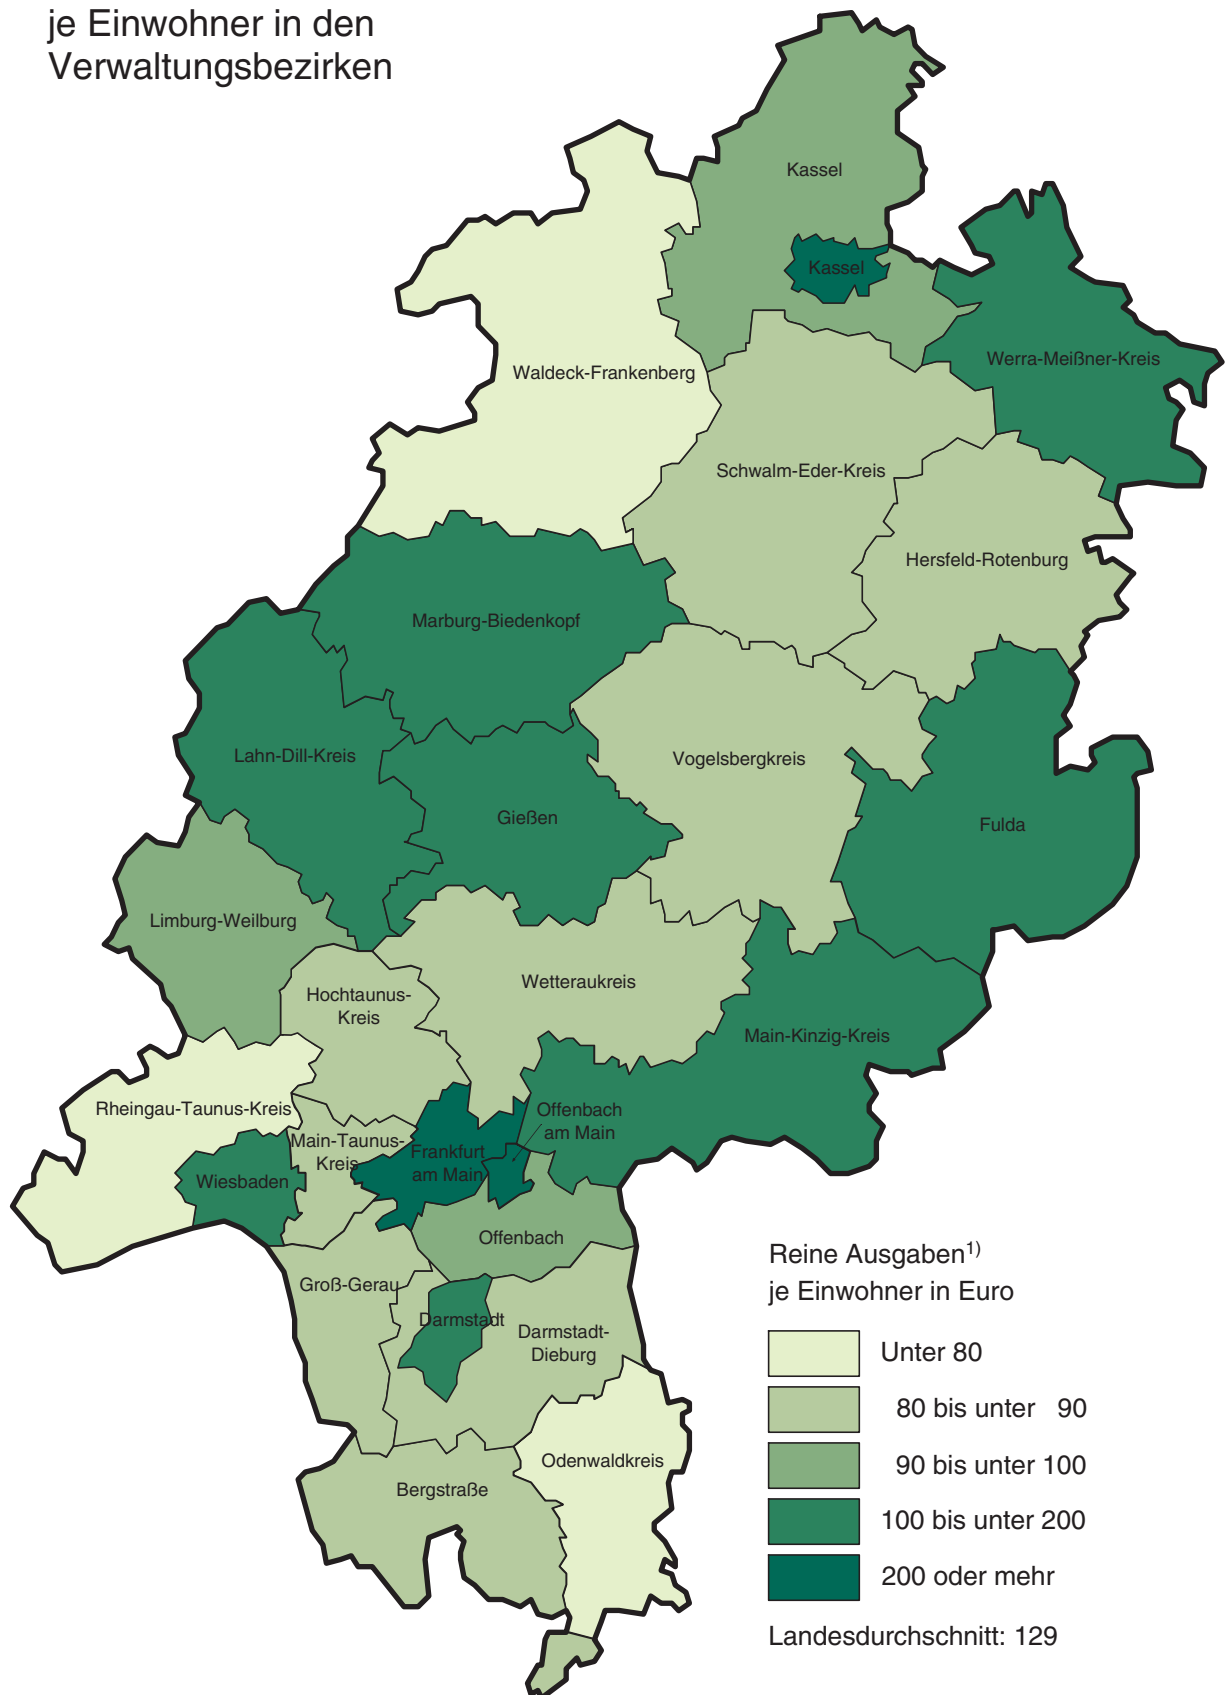 je Einwohner in den
Verwaltungsbezirken
Kassel
Kassel
Werra-Meißner-Kreis
Waldeck-Frankenberg
Schwalm-Eder-Kreis
Hersfeld-Rotenburg
Marburg-Biedenkopf
Lahn-Dill-Kreis
Vogelsbergkreis
Gießen
Fulda
Limburg-Weilburg
Wetteraukreis
Hochtaunus-
Kreis
Main-Kinzig-Kreis
Rheingau-Taunus-Kreis
Offenbach
am Main
Main-Taunus-
Kreis
Frankfurt
am Main
Wiesbaden
Offenbach
Groß-Gerau
Darmstadt
Darmstadt-
Dieburg
Odenwaldkreis
Bergstraße
Reine Ausgaben1)
je Einwohner in Euro
Unter 80
80 bis unter 90
90 bis unter 100
100 bis unter 200
200 oder mehr
Landesdurchschnitt: 129